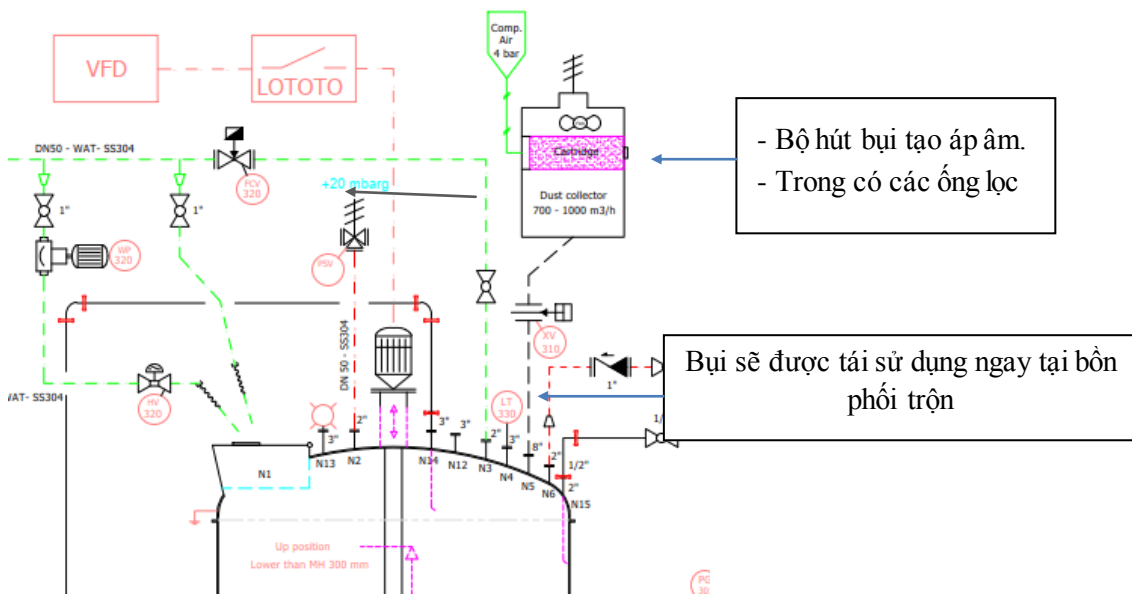 Comp.
Air
4 bar
VFD
LOTOTO
- Bộ hút bụi tạo áp âm.
- Trong có các ống lọc
DN50 - WAT- SS304
FCV
320
+20 mbarg
Cartridge
Dust collector
700 - 1000 m3/h
1"
1"
WP
320
PSV
DN 50 - SS304
XV
310
Bụi sẽ được tái sử dụng ngay tại bồn
phối trộn
1"
HV
320
WAT- SS304
LT
330
3"
2"
3"
3"
2"
3"
8"
2"
1/2"
2"
N1
N13
N2
N14
N12
N3
N4
N5
N6
N15
Up position
Lower than MH 300 mm